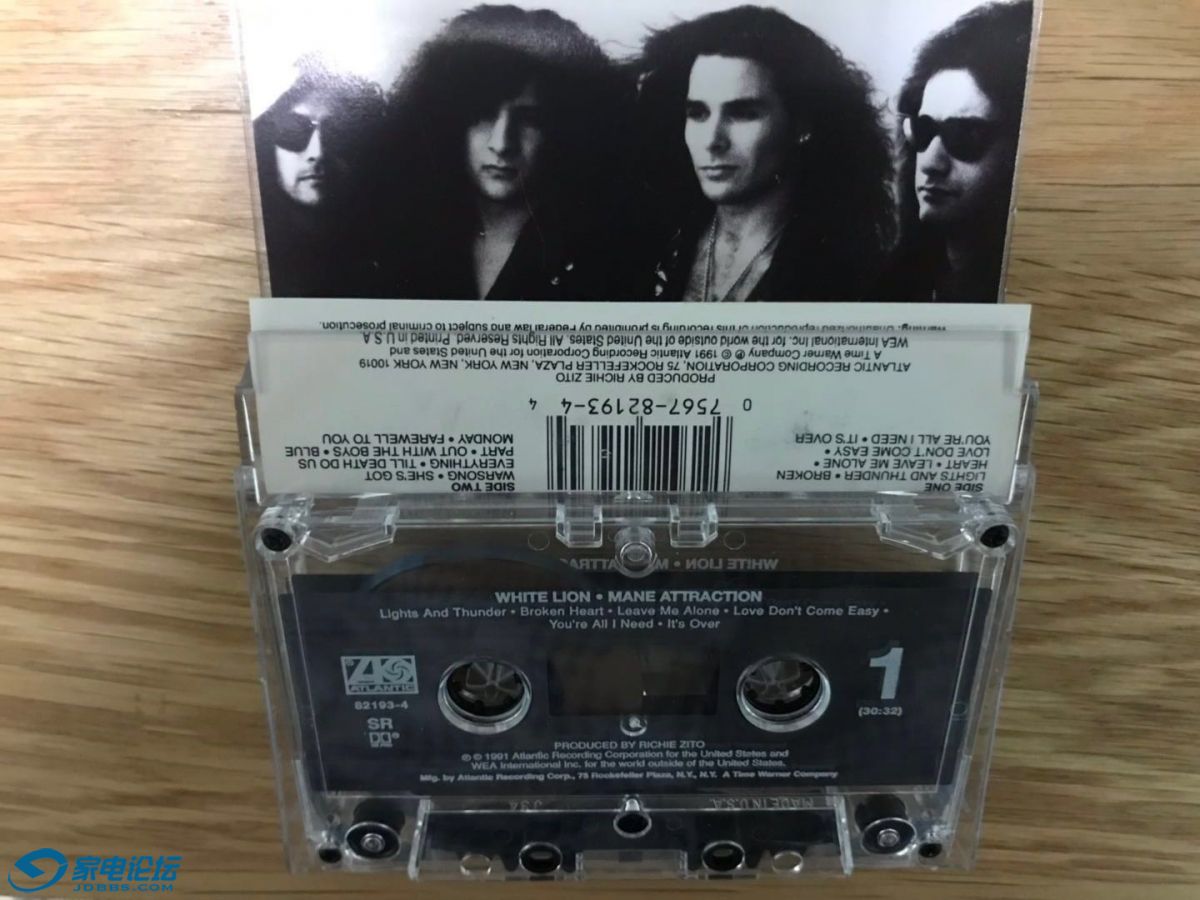 Warning: Unauthorized reproduction of this recording is prohibited by Federal law and subject to criminal prosecution.
WEA International Inc. for the world outside of the United States. All Rights Reserved. Printed in U.S.A
A Time Warner Company ℗ © 1991 Atlantic Recording Corporation for the United States and
ATLANTIC RECORDING CORPORATION, 75 ROCKEFELLER PLAZA, NEW YORK, NEW YORK 10019
PRODUCED BY RICHIE ZITO
0 7567-82193-4 4
SIDE ONE
LIGHTS AND THUNDER • BROKEN
HEART • LEAVE ME ALONE •
LOVE DON'T COME EASY •
YOU'RE ALL I NEED • IT'S OVER
SIDE TWO
WARSONG • SHE'S GOT
EVERYTHING • TILL DEATH DO US
PART • OUT WITH THE BOYS • BLUE
MONDAY • FAREWELL TO YOU
WHITE LION •
WHITE LION • MANE ATTRACTION
Lights And Thunder • Broken Heart • Leave Me Alone • Love Don't Come Easy •
You're All I Need • It's Over
ATLANTIC
82193-4
SR
1
(30:32)
PRODUCED BY RICHIE ZITO
℗ © 1991 Atlantic Recording Corporation for the United States and
WEA International Inc. for the world outside of the United States.
Mfg. by Atlantic Recording Corp., 75 Rockefeller Plaza, N.Y., N.Y. A Time Warner Company
MADE IN U.S.A.
家电论坛
JDBBS.COM